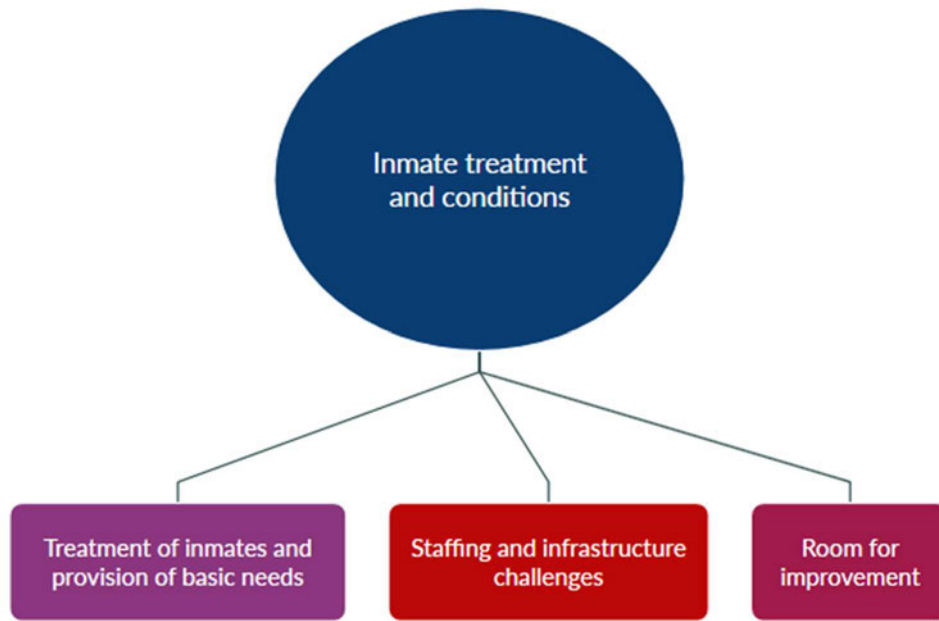 Inmate treatment
and conditions
Treatment of inmates and
provision of basic needs
Staffing and infrastructure
challenges
Room for
improvement